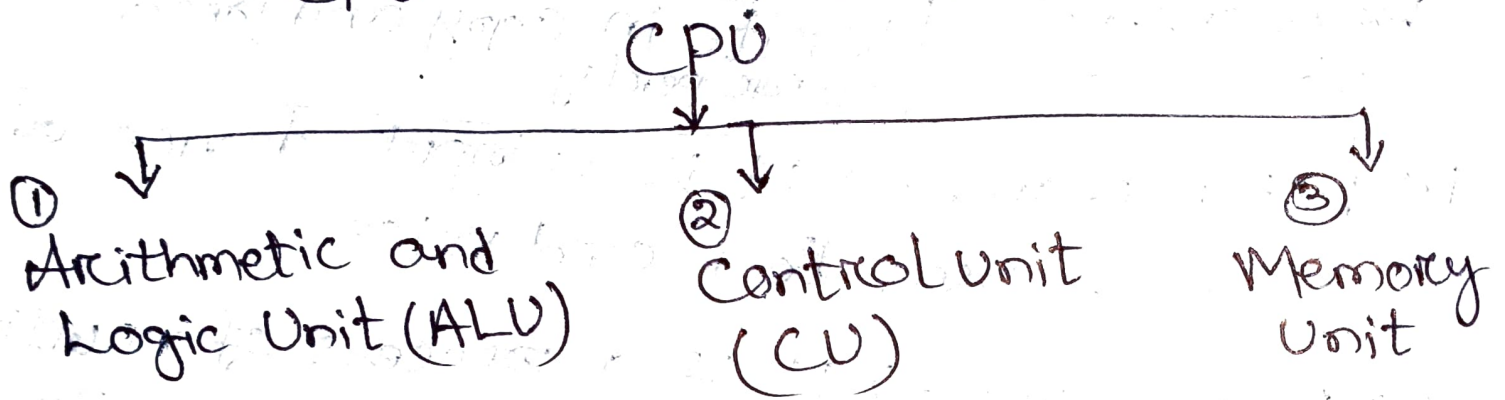 CPU
① ② ③
Arithmetic and Control Unit Memory
Logic Unit (ALU) (CU) Unit